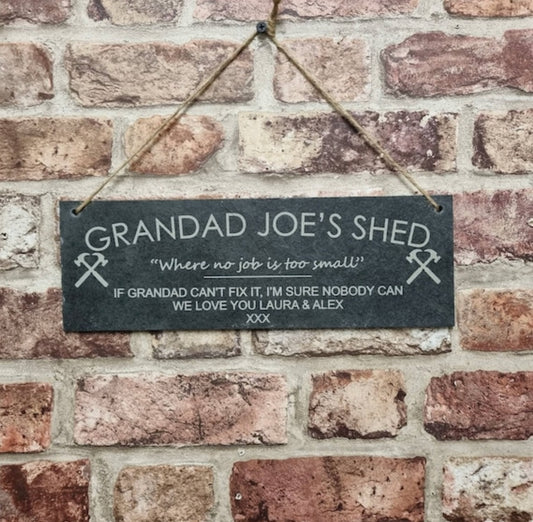 GRANDAD JOE'S SHED
“Where no job is too small”
IF GRANDAD CAN'T FIX IT, I'M SURE NOBODY CAN
WE LOVE YOU LAURA & ALEX
XXX